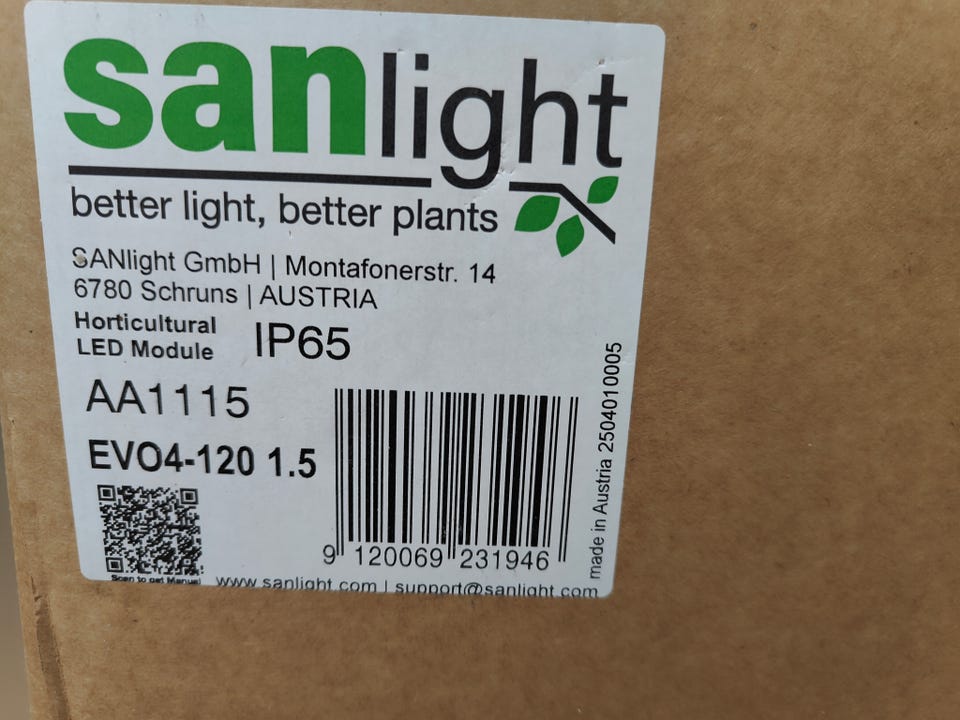 sanlight
better light, better plants
SANlight GmbH | Montafonerstr. 14
6780 Schruns | AUSTRIA
Horticultural
LED Module
IP65
AA1115
EVO4-120 1.5
9 120069 231946
made in Austria 2504010005
Scan to get Manual
www.sanlight.com | support@sanlight.com